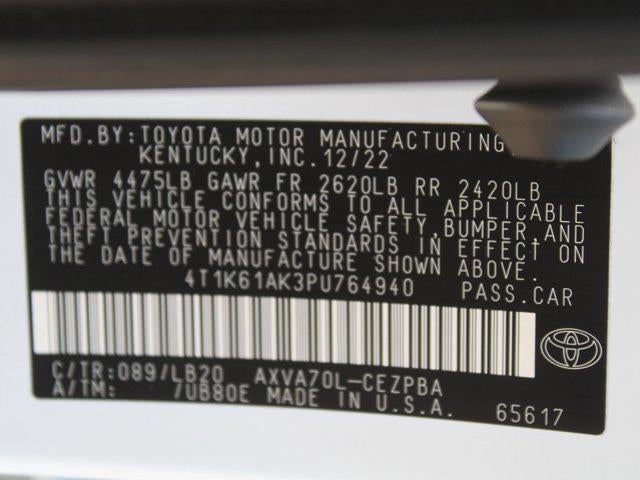 MFD.BY:TOYOTA MOTOR MANUFACTURING
KENTUCKY,INC.12/22
GVWR 4475LB GAWR FR 2620LB RR 2420LB
THIS VEHICLE CONFORMS TO ALL APPLICABLE
FEDERAL MOTOR VEHICLE SAFETY,BUMPER,AND
THEFT PREVENTION STANDARDS IN EFFECT ON
THE DATE OF MANUFACTURE SHOWN ABOVE.
4T1K61AK3PU764940 PASS.CAR
C/TR:089/LB20 AXVA70L-CEZPBA
A/TM: /UB80E MADE IN U.S.A. 65617